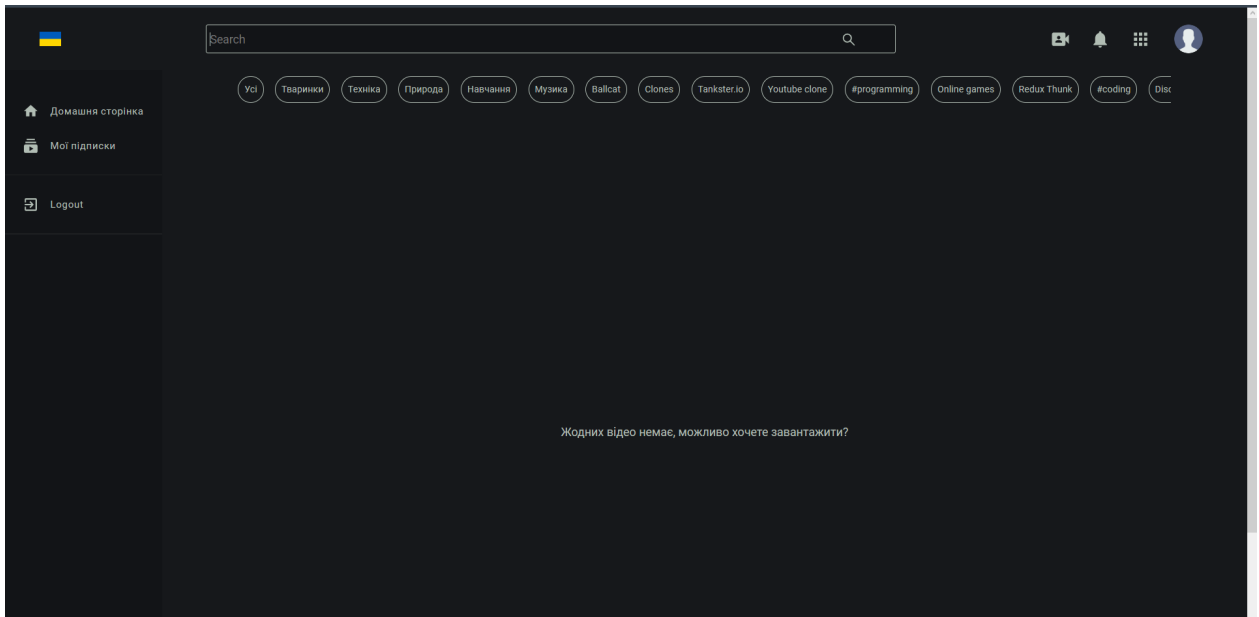 Search
Усі Тваринки Техніка Природа Навчання Музика Ballcat Clones Tankster.io Youtube clone #programming Online games Redux Thunk #coding Disc
Домашня сторінка
Мої підписки
Logout
Жодних відео немає, можливо хочете завантажити?